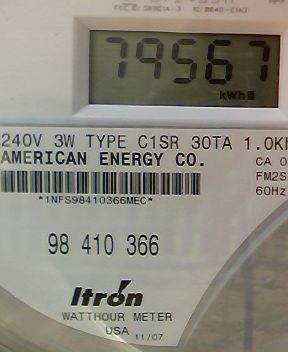 79567
kWh
240V 3W TYPE C1SR 30TA 1.0K
AMERICAN ENERGY CO.
CA 0
FM2S
60Hz
*1NFS98410366MEC*
98 410 366
Itron
WATTHOUR METER
USA 11/07